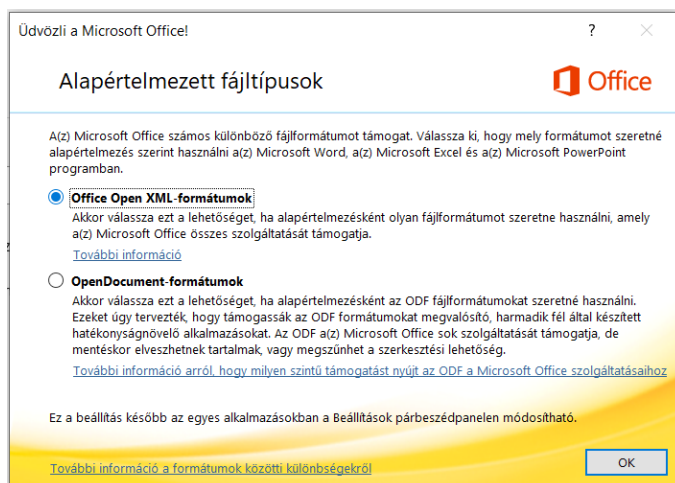 Üdvözli a Microsoft Office!
?
Alapértelmezett fájltípusok
Office
A(z) Microsoft Office számos különböző fájlformátumot támogat. Válassza ki, hogy mely formátumot szeretné
alapértelmezés szerint használni a(z) Microsoft Word, a(z) Microsoft Excel és a(z) Microsoft PowerPoint
programban.
Office Open XML-formátumok
Akkor válassza ezt a lehetőséget, ha alapértelmezésként olyan fájlformátumot szeretne használni, amely
a(z) Microsoft Office összes szolgáltatását támogatja.
További információ
OpenDocument-formátumok
Akkor válassza ezt a lehetőséget, ha alapértelmezésként az ODF fájlformátumokat szeretné használni.
Ezeket úgy tervezték, hogy támogassák az ODF formátumokat megvalósító, harmadik fél által készített
hatékonyságnövelő alkalmazásokat. Az ODF a(z) Microsoft Office sok szolgáltatását támogatja, de
mentéskor elveszhetnek tartalmak, vagy megszűnhet a szerkesztési lehetőség.
További információ arról, hogy milyen szintű támogatást nyújt az ODF a Microsoft Office szolgáltatásaihoz
Ez a beállítás később az egyes alkalmazásokban a Beállítások párbeszédpanelen módosítható.
További információ a formátumok közötti különbségekről
OK